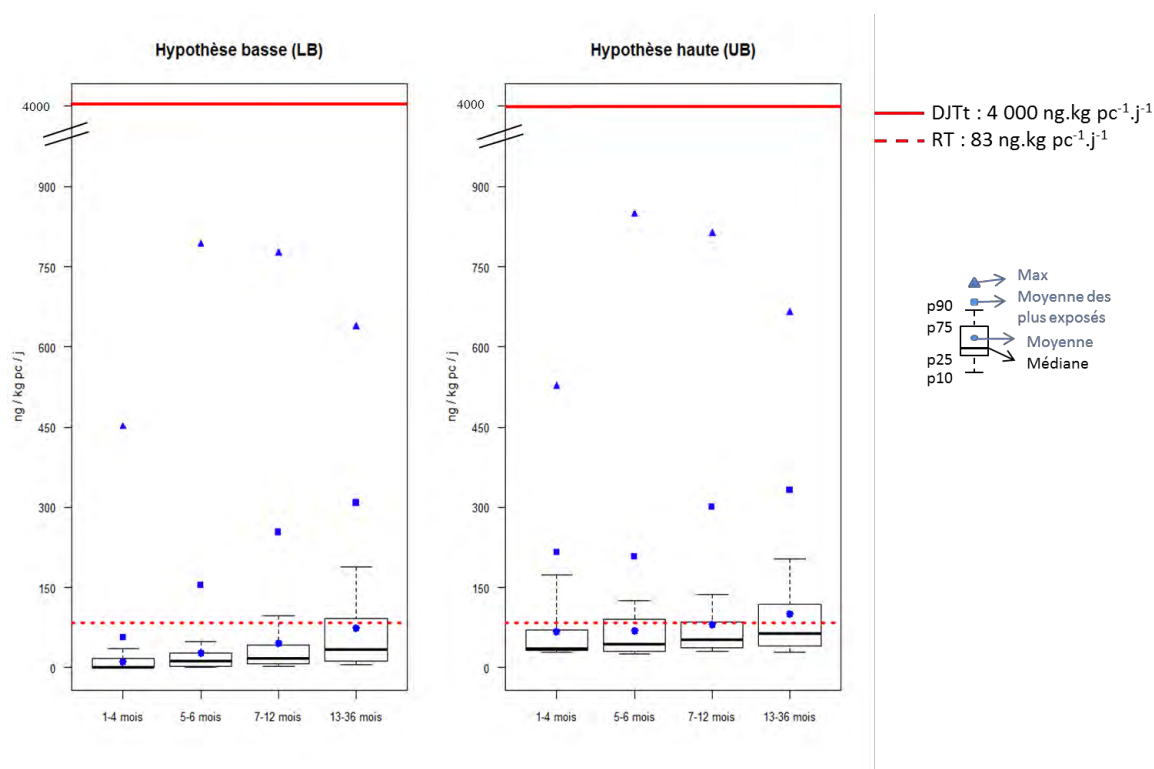 Hypothèse basse (LB)
Hypothèse haute (UB)
4000
900
750
600
450
300
150
0
ng / kg pc / j
1-4 mois
5-6 mois
7-12 mois
13-36 mois
4000
900
750
600
450
300
150
0
ng / kg pc / j
1-4 mois
5-6 mois
7-12 mois
13-36 mois
DJTt : 4 000 ng.kg pc⁻¹.j⁻¹
RT : 83 ng.kg pc⁻¹.j⁻¹
Max
Moyenne des
plus exposés
Moyenne
Médiane
p90
p75
p25
p10